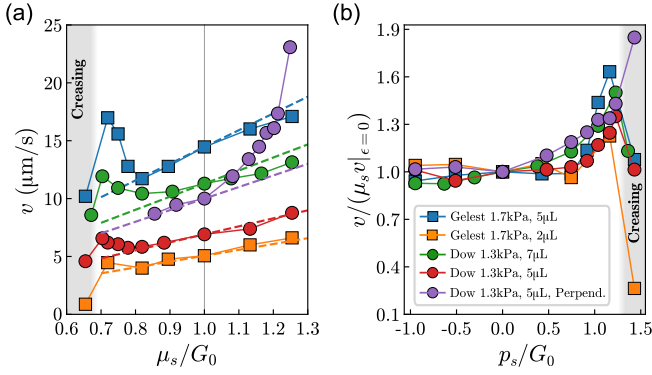 (a)
25
20
15
10
5
0
v (μm/s)
Creasing
0.6 0.7 0.8 0.9 1.0 1.1 1.2 1.3
μs/G0
(b)
1.9
1.6
1.3
1.0
0.7
0.4
0.1
v/(μs v|ϵ=0)
Gelest 1.7kPa, 5μL
Gelest 1.7kPa, 2μL
Dow 1.3kPa, 7μL
Dow 1.3kPa, 5μL
Dow 1.3kPa, 5μL, Perpend.
Creasing
-1.0 -0.5 0.0 0.5 1.0 1.5
ps/G0